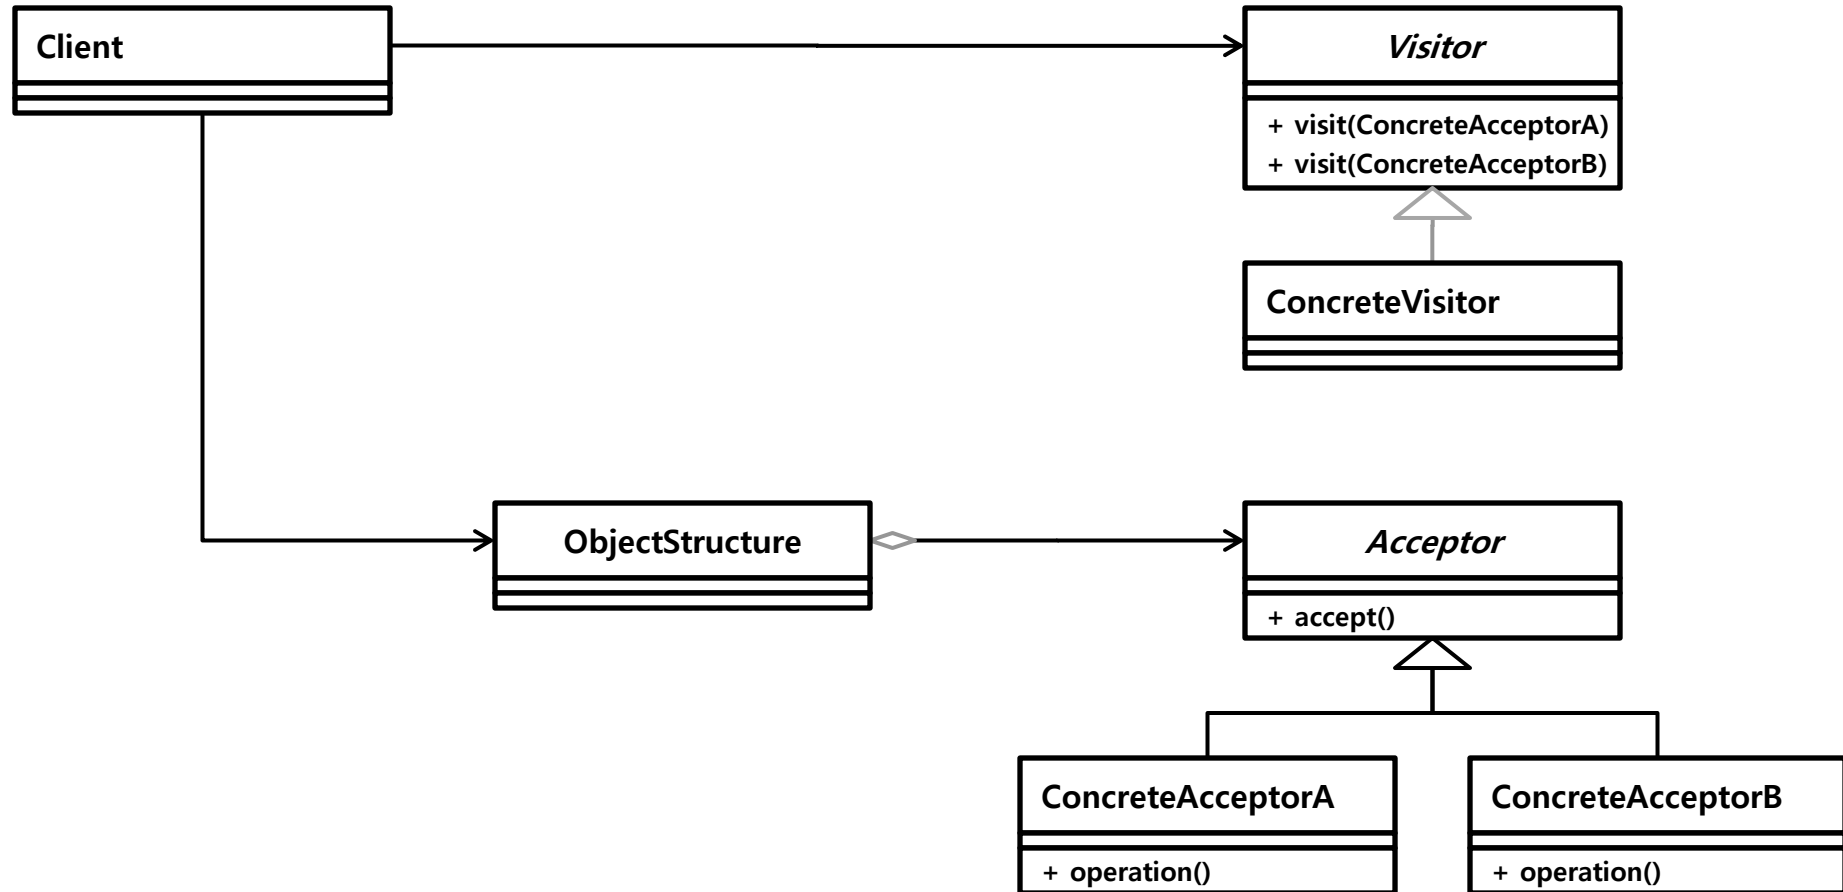 Client
Visitor
+ visit(ConcreteAcceptorA)
+ visit(ConcreteAcceptorB)
ConcreteVisitor
ObjectStructure
Acceptor
+ accept()
ConcreteAcceptorA
+ operation()
ConcreteAcceptorB
+ operation()